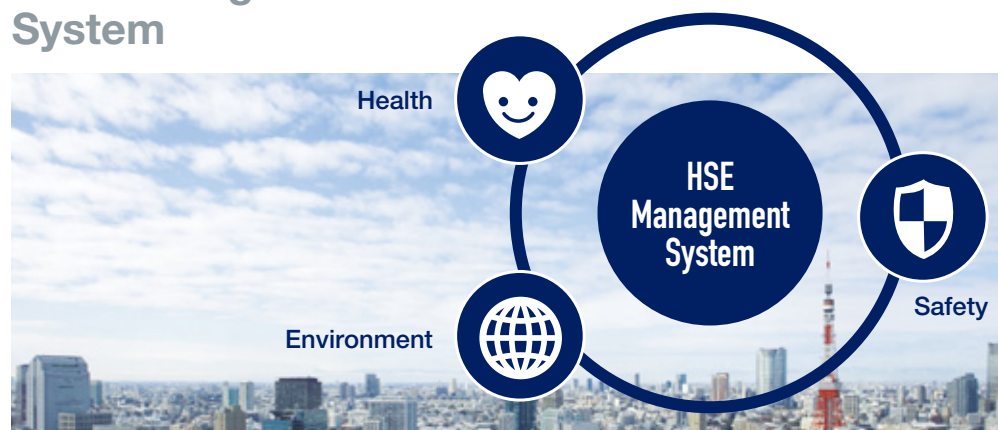 System
Health
HSE
Management
System
Safety
Environment